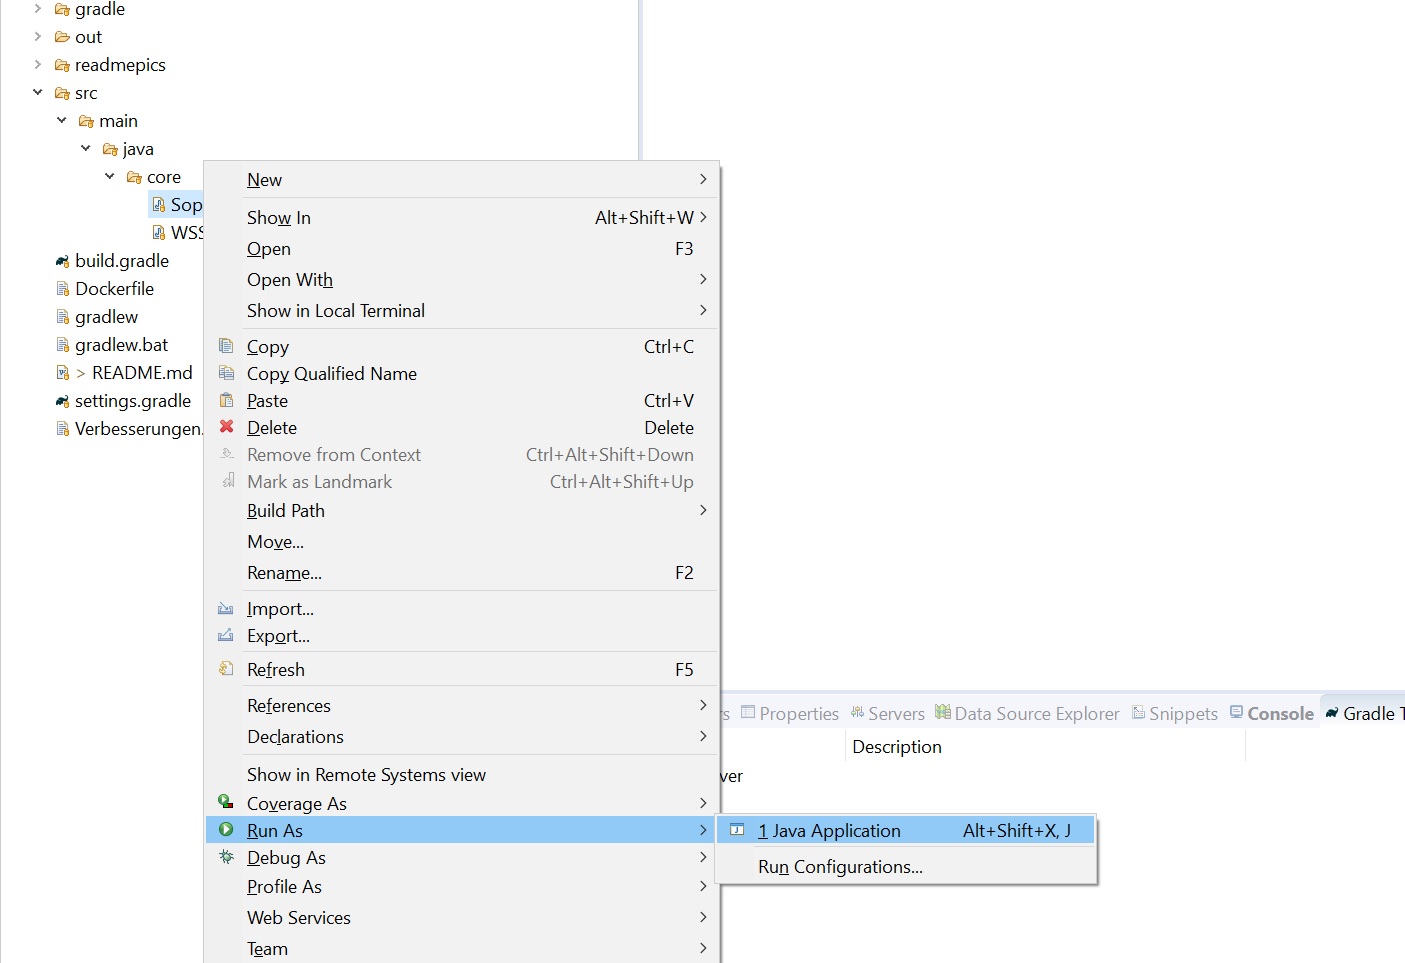 gradle
out
readmepics
src
main
java
core
Sop
WSS
build.gradle
Dockerfile
gradlew
gradlew.bat
> README.md
settings.gradle
Verbesserungen.
New
Show In Alt+Shift+W
Open F3
Open With
Show in Local Terminal
Copy Ctrl+C
Copy Qualified Name
Paste Ctrl+V
Delete Delete
Remove from Context Ctrl+Alt+Shift+Down
Mark as Landmark Ctrl+Alt+Shift+Up
Build Path
Move...
Rename... F2
Import...
Export...
Refresh F5
References
Declarations
Show in Remote Systems view
Coverage As
Run As
Debug As
Profile As
Web Services
Team
1 Java Application Alt+Shift+X, J
Run Configurations...
s Properties Servers Data Source Explorer Snippets Console Gradle T
Description
ver